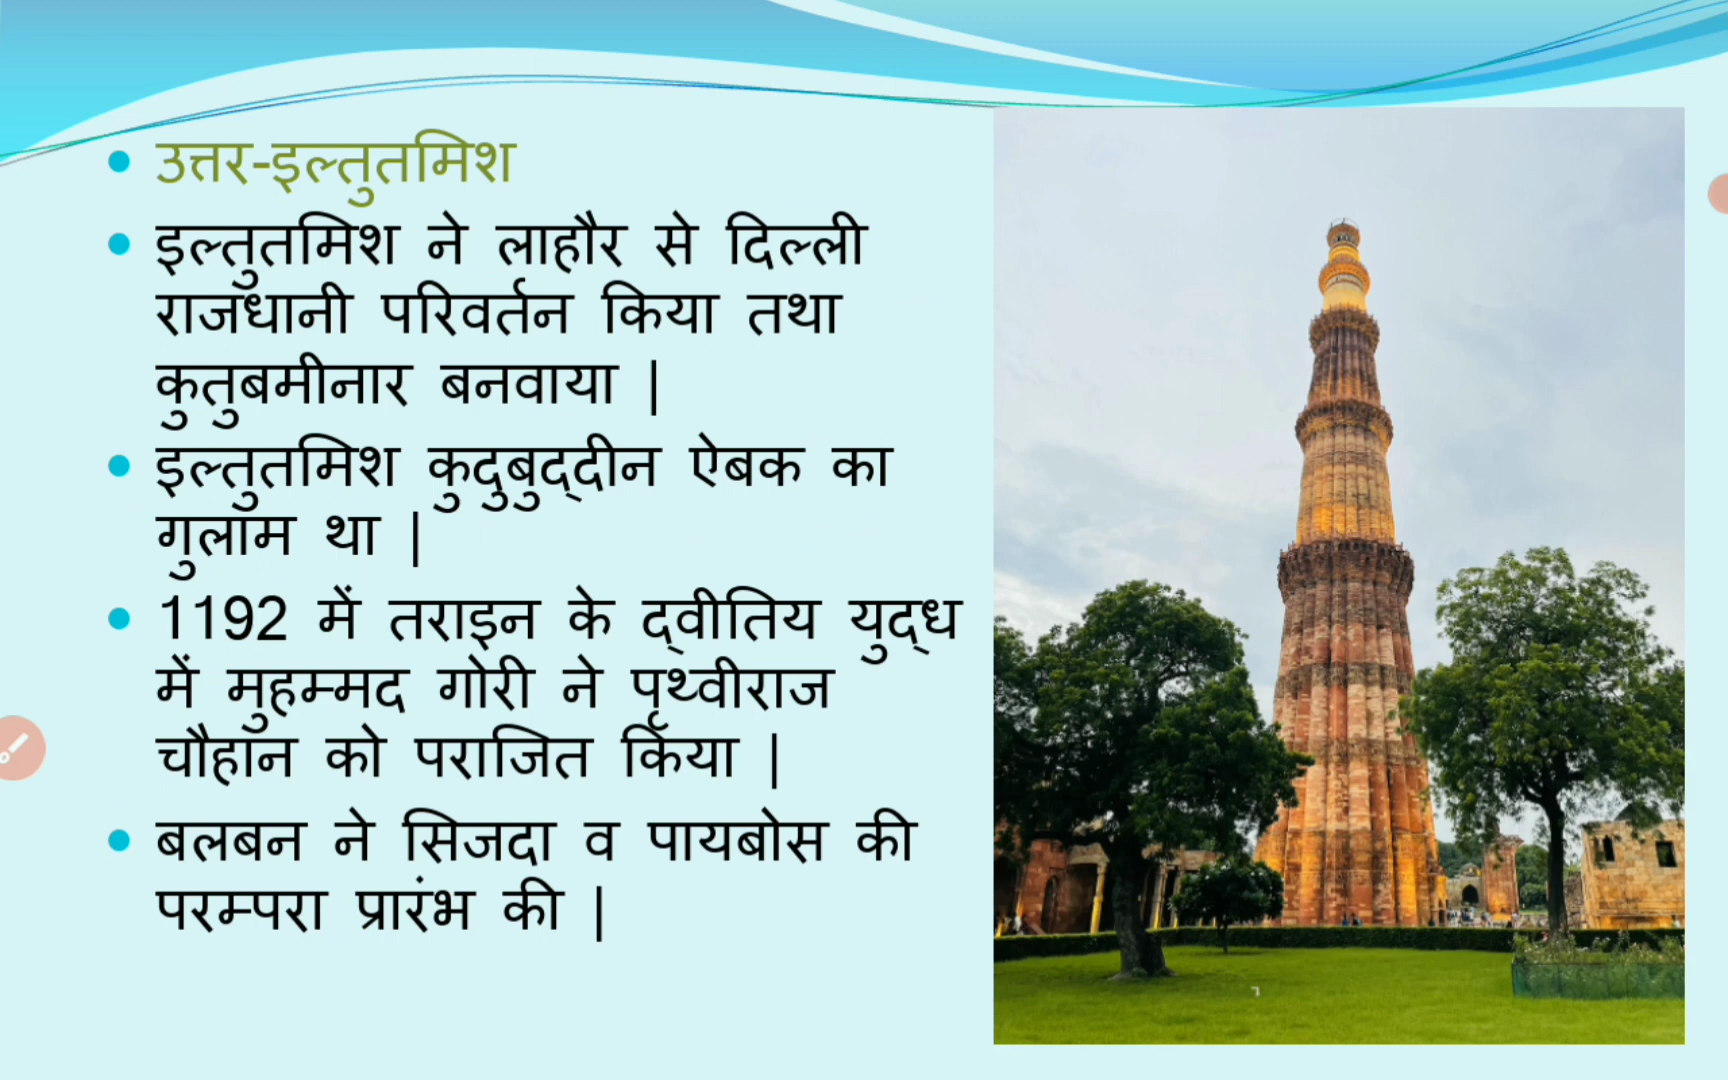 उत्तर-इल्तुतमिश
इल्तुतमिश ने लाहौर से दिल्ली
राजधानी परिवर्तन किया तथा
कुतुबमीनार बनवाया |
इल्तुतमिश कुदुबुद्दीन ऐबक का
गुलाम था |
1192 में तराइन के द्वीतिय युद्ध
में मुहम्मद गोरी ने पृथ्वीराज
चौहान को पराजित किया |
बलबन ने सिजदा व पायबोस की
परम्परा प्रारंभ की |